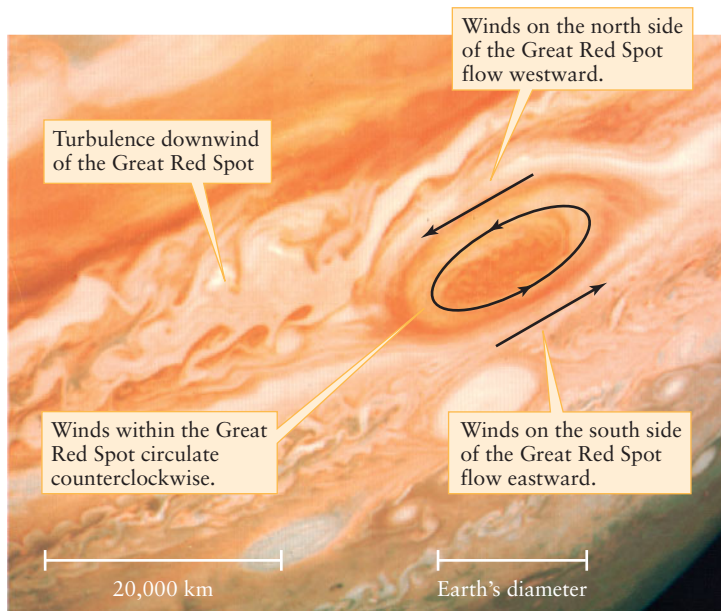 Winds on the north side
of the Great Red Spot
flow westward.
Turbulence downwind
of the Great Red Spot
Winds within the Great
Red Spot circulate
counterclockwise.
Winds on the south side
of the Great Red Spot
flow eastward.
20,000 km
Earth’s diameter